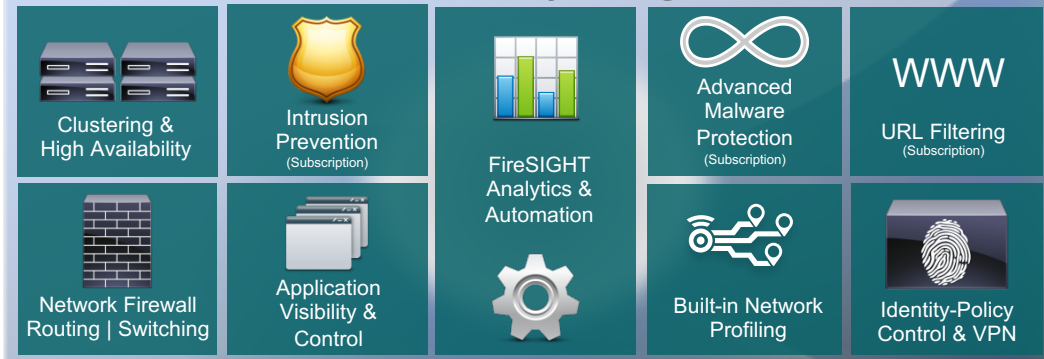 Clustering &
High Availability
Intrusion
Prevention
(Subscription)
FireSIGHT
Analytics &
Automation
Advanced
Malware
Protection
(Subscription)
WWW
URL Filtering
(Subscription)
Network Firewall
Routing | Switching
Application
Visibility &
Control
Built-in Network
Profiling
Identity-Policy
Control & VPN